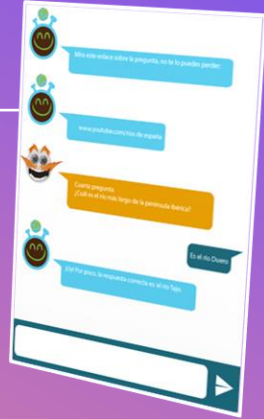 Mira este enlace sobre la pregunta, no te lo puedes perder:
www.youtube.com/rios de españa
Cuarta pregunta:
¿Cuál es el río más largo de la península ibérica?
Es el río Duero
¡Uy! Por poco, la respuesta correcta es: el río Tajo